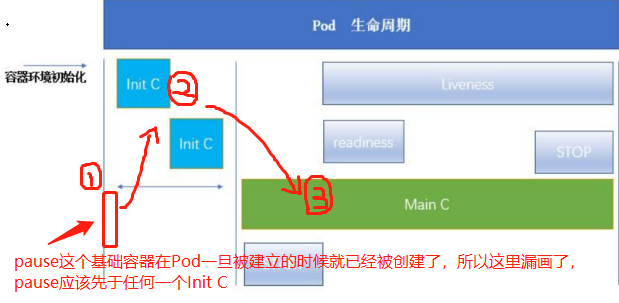 Pod 生命周期
容器环境初始化
Init C
②
Liveness
Init C
readiness
STOP
①
③
Main C
pause这个基础容器在Pod一旦被建立的时候就已经被创建了，所以这里漏画了，
pause应该先于任何一个Init C